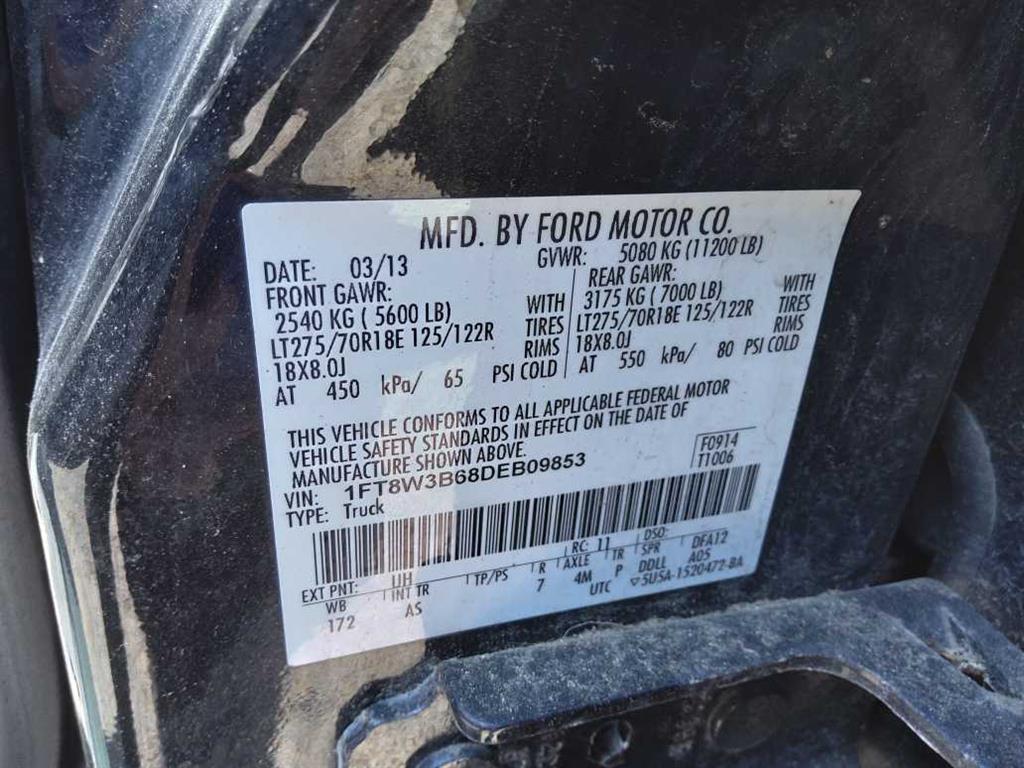 MFD. BY FORD MOTOR CO.
DATE: 03/13 GVWR: 5080 KG (11200 LB)
FRONT GAWR: REAR GAWR:
2540 KG ( 5600 LB) WITH 3175 KG ( 7000 LB) WITH
LT275/70R18E 125/122R TIRES LT275/70R18E 125/122R TIRES
18X8.0J RIMS 18X8.0J RIMS
AT 450 kPa/ 65 PSI COLD AT 550 kPa/ 80 PSI COLD
THIS VEHICLE CONFORMS TO ALL APPLICABLE FEDERAL MOTOR
VEHICLE SAFETY STANDARDS IN EFFECT ON THE DATE OF
MANUFACTURE SHOWN ABOVE.
F0914
VIN: 1FT8W3B68DEB09853
T1006
TYPE: Truck
RC: 11 DSO:
EXT PNT: UH
WB INT TR TP/PS R AXLE TR SPR DFA12
172 AS 7 4M P DDLL A05
UTC 5U5A-1520472-BA